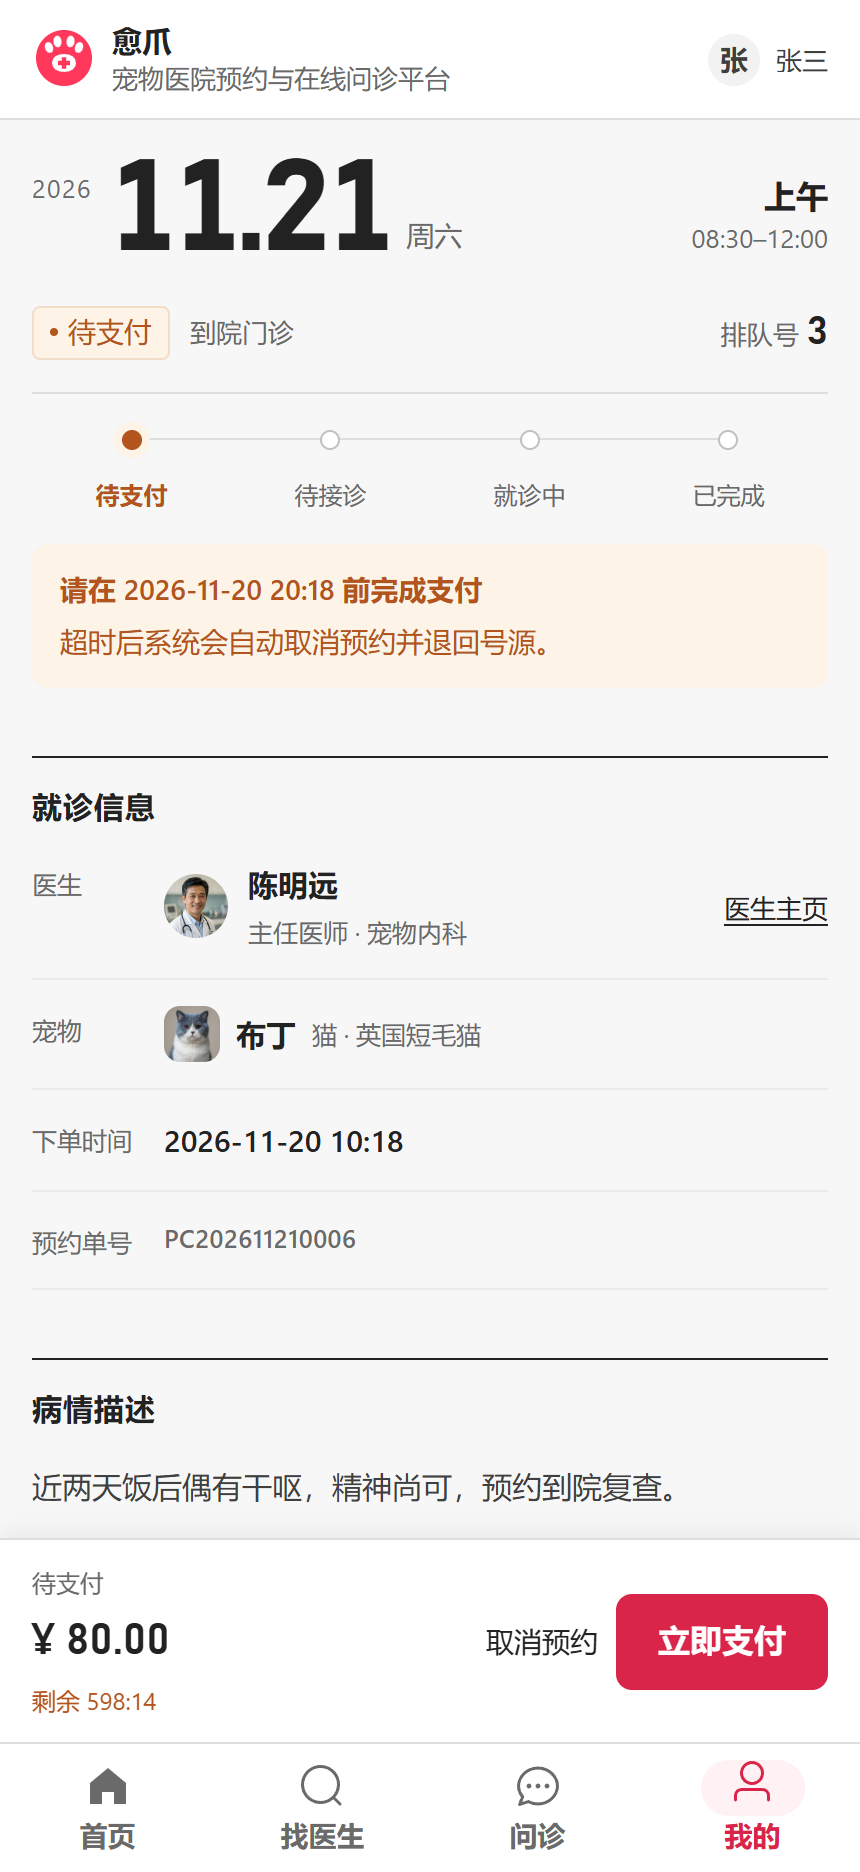 愈爪
宠物医院预约与在线问诊平台
张 张三
2026 11.21 周六
上午
08:30–12:00
待支付 到院门诊
排队号 3
待支付 待接诊 就诊中 已完成
请在 2026-11-20 20:18 前完成支付
超时后系统会自动取消预约并退回号源。
就诊信息
医生
陈明远
主任医师 · 宠物内科
医生主页
宠物
布丁 猫 · 英国短毛猫
下单时间 2026-11-20 10:18
预约单号 PC202611210006
病情描述
近两天饭后偶有干呕，精神尚可，预约到院复查。
待支付
¥ 80.00
剩余 598:14
取消预约
立即支付
首页 找医生 问诊 我的